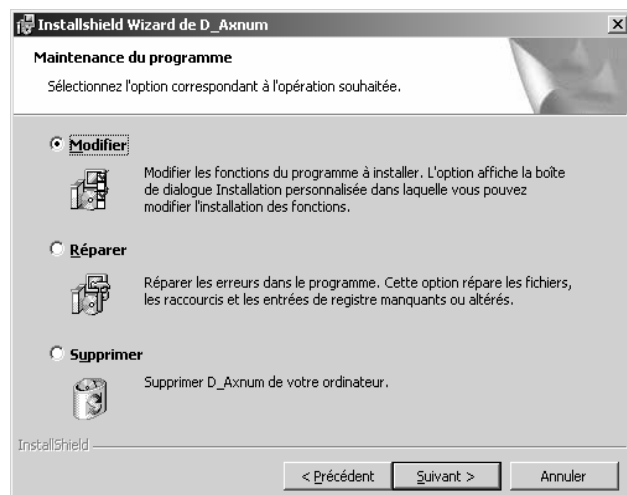 Installshield Wizard de D_Axnum
Maintenance du programme
Sélectionnez l'option correspondant à l'opération souhaitée.
Modifier
Modifier les fonctions du programme à installer. L'option affiche la boîte
de dialogue Installation personnalisée dans laquelle vous pouvez
modifier l'installation des fonctions.
Réparer
Réparer les erreurs dans le programme. Cette option répare les fichiers,
les raccourcis et les entrées de registre manquants ou altérés.
Supprimer
Supprimer D_Axnum de votre ordinateur.
InstallShield
< Précédent Suivant > Annuler